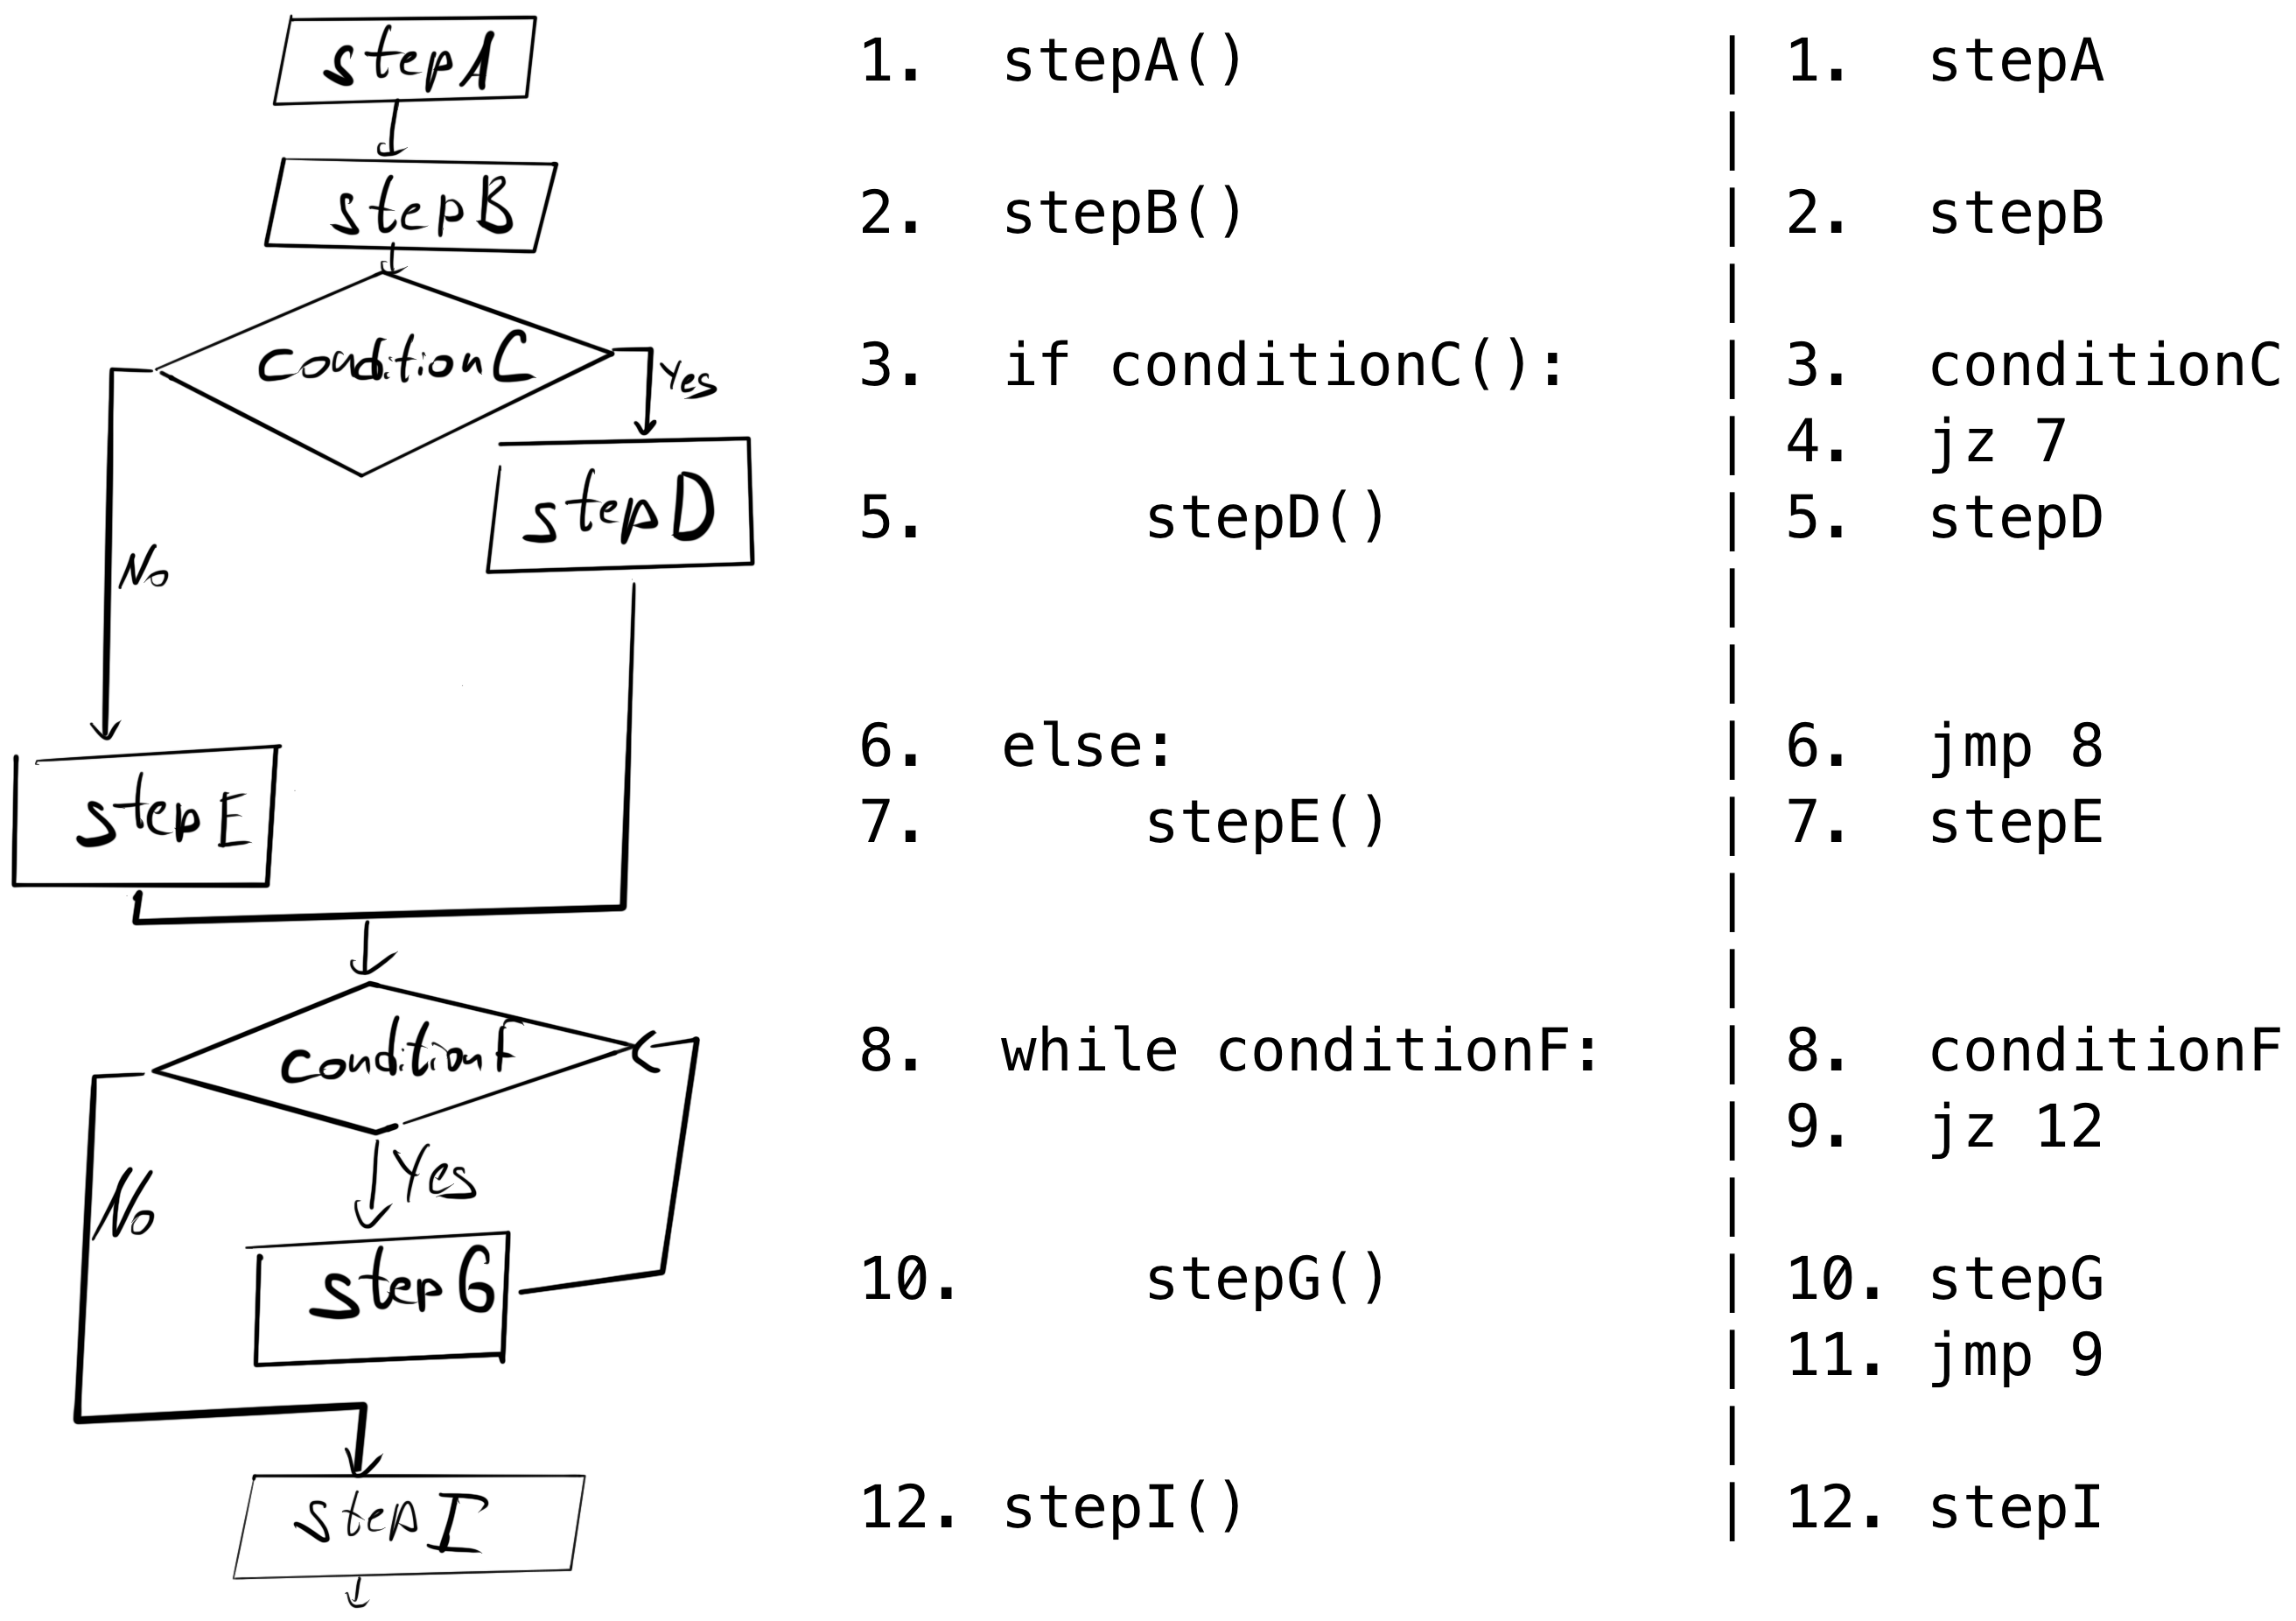 stepA
stepB
conditionC
Yes
stepD
No
stepE
conditionF
Yes
No
stepG
stepI
1. stepA()
2. stepB()
3. if conditionC():
5. stepD()
6. else:
7. stepE()
8. while conditionF:
10. stepG()
12. stepI()
| 1. stepA
|
| 2. stepB
|
| 3. conditionC
| 4. jz 7
| 5. stepD
|
|
| 6. jmp 8
| 7. stepE
|
|
| 8. conditionF
| 9. jz 12
|
| 10. stepG
| 11. jmp 9
|
| 12. stepI